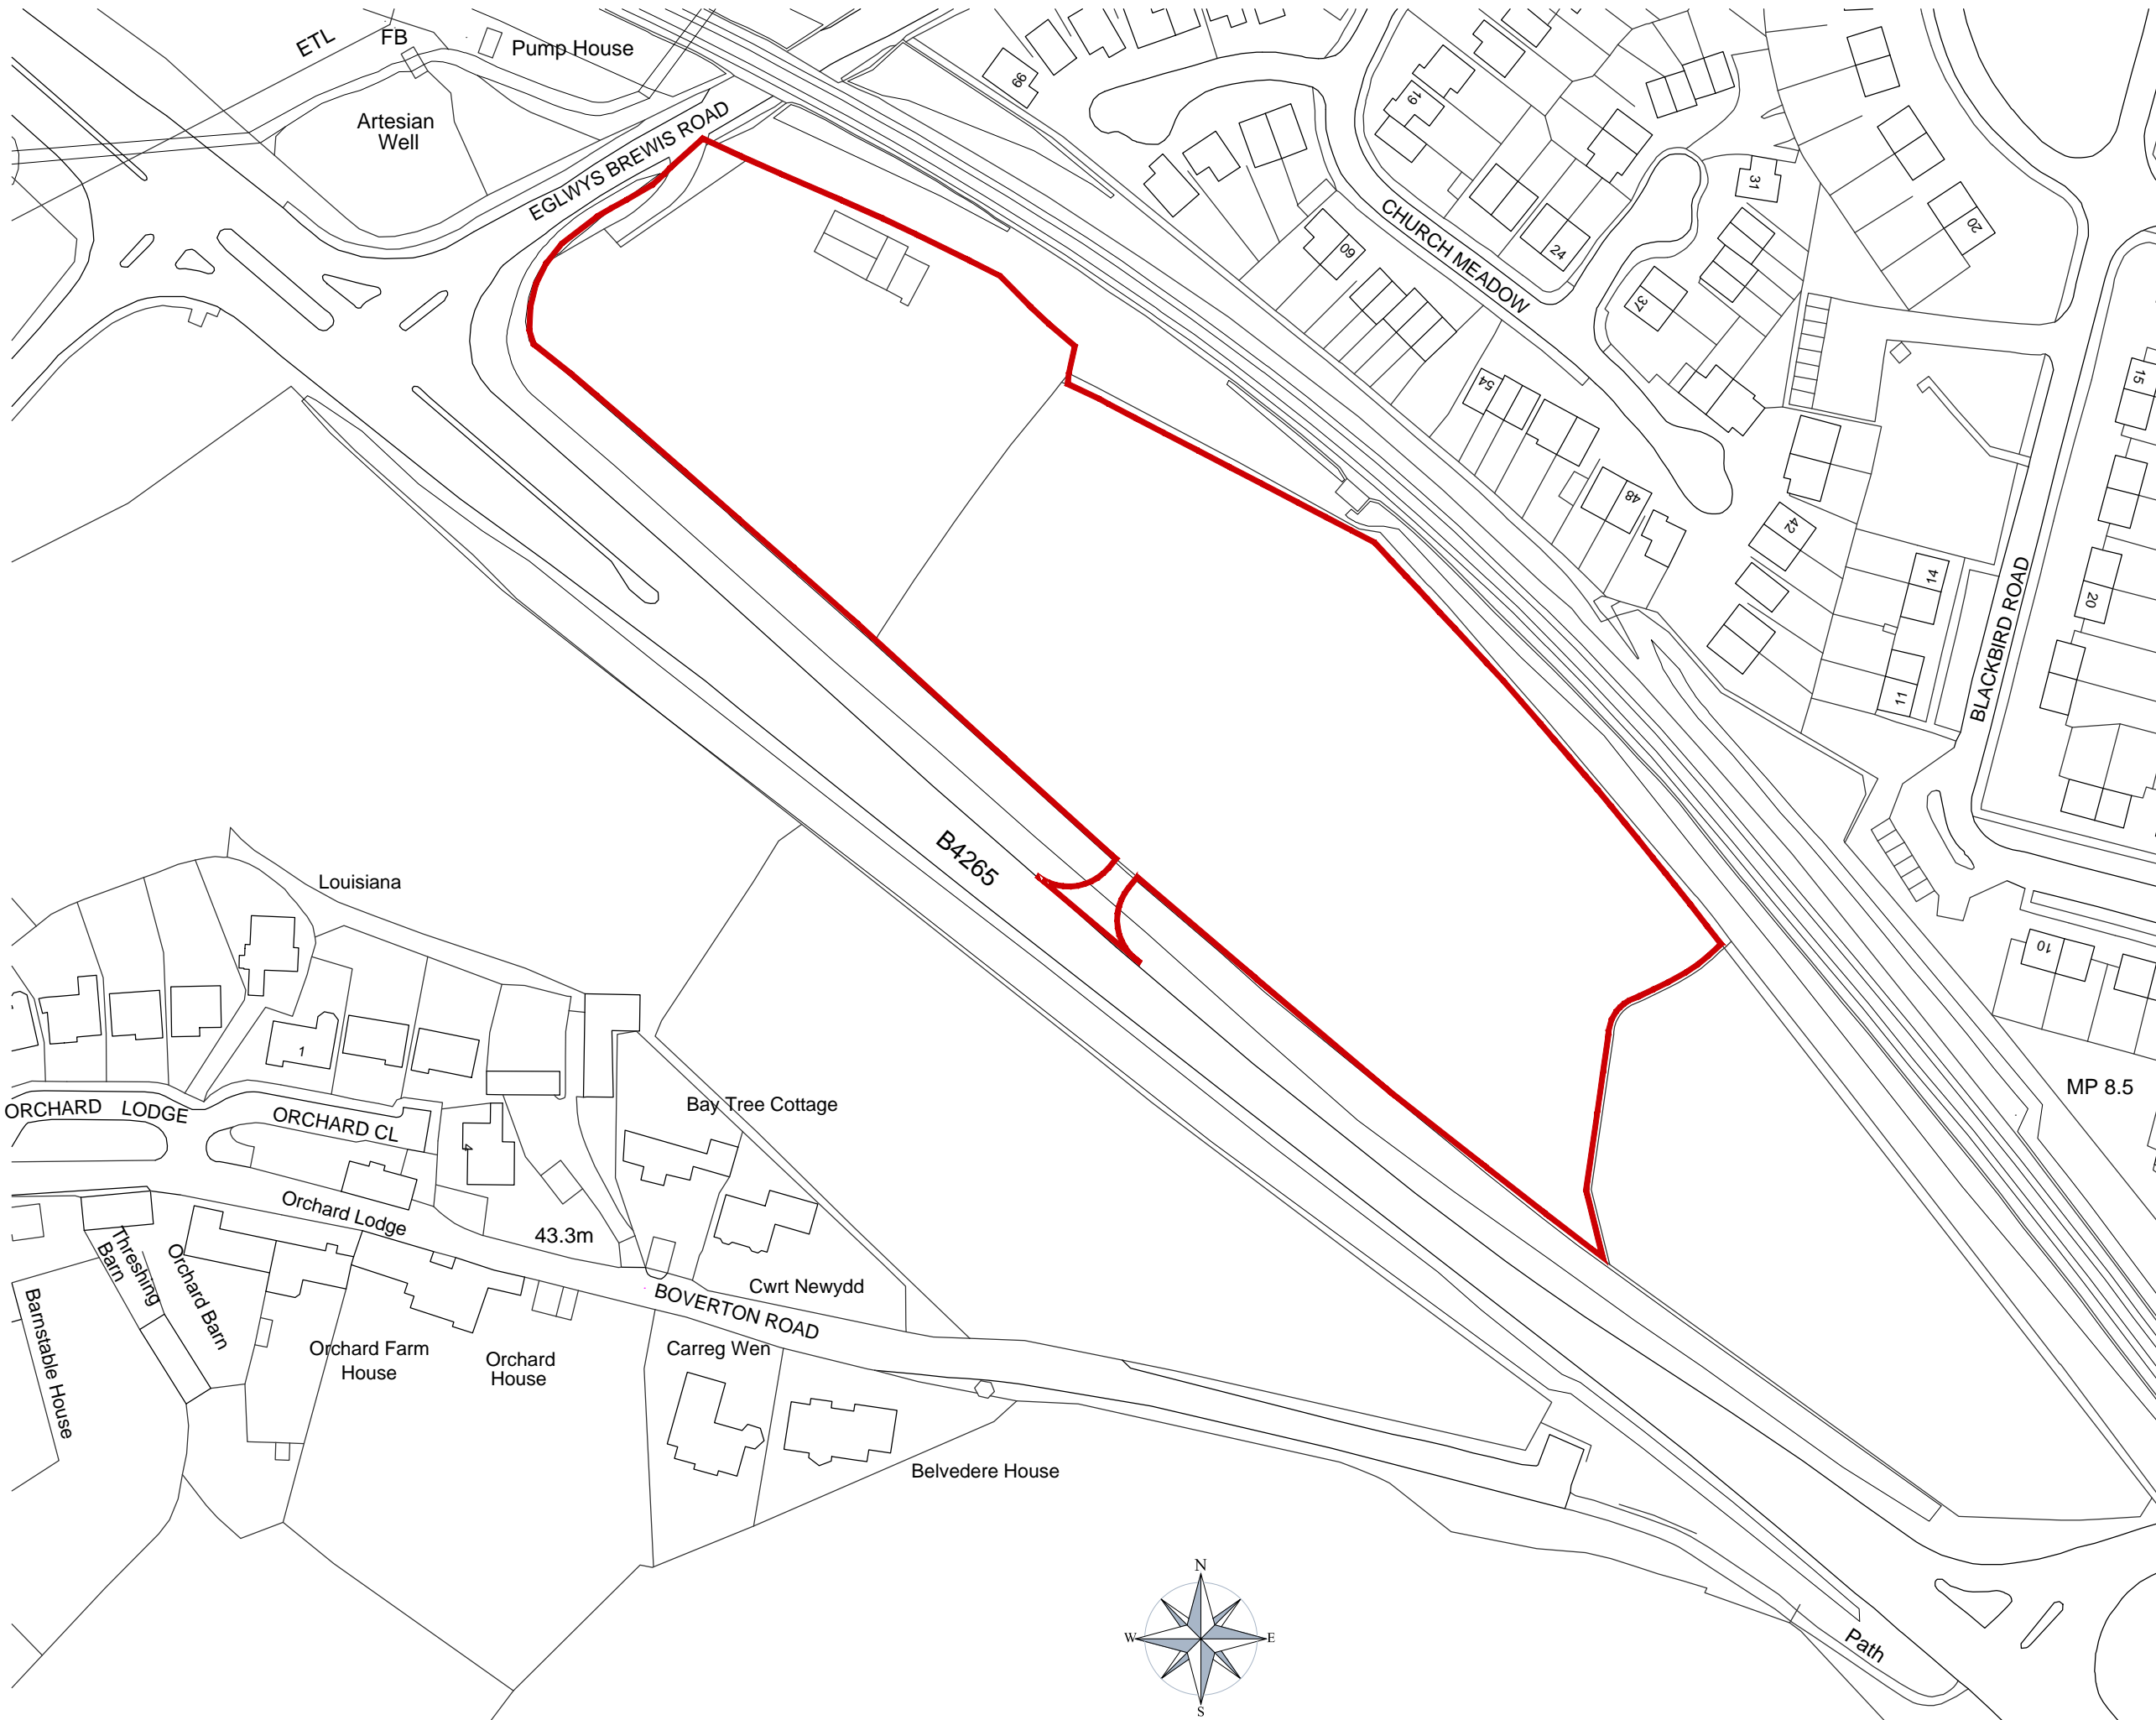 ETL
FB
Pump House
Artesian
Well
EGLWYS BREWIS ROAD
66
19
31
24
20
CHURCH MEADOW
60
37
54
15
48
42
14
20
BLACKBIRD ROAD
11
B4265
Louisiana
10
1
MP 8.5
ORCHARD LODGE
ORCHARD CL
Bay Tree Cottage
Orchard Lodge
43.3m
Threshing
Barn
Orchard Barn
Cwrt Newydd
BOVERTON ROAD
Barnstable House
Orchard Farm
House
Orchard
House
Carreg Wen
Belvedere House
N
W
E
S
Path